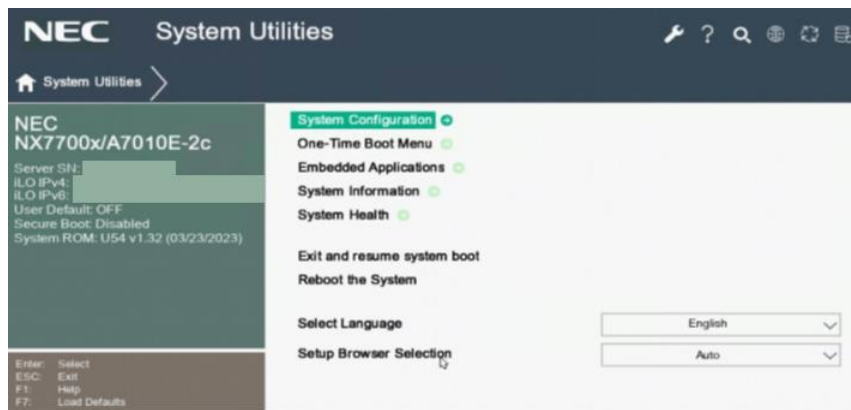 NEC System Utilities
System Utilities
NEC
NX7700x/A7010E-2c
Server SN:
iLO IPv4:
iLO IPv6:
User Default: OFF
Secure Boot: Disabled
System ROM: U54 v1.32 (03/23/2023)
Enter: Select
ESC: Exit
F1: Help
F7: Load Defaults
System Configuration
One-Time Boot Menu
Embedded Applications
System Information
System Health
Exit and resume system boot
Reboot the System
Select Language English
Setup Browser Selection Auto